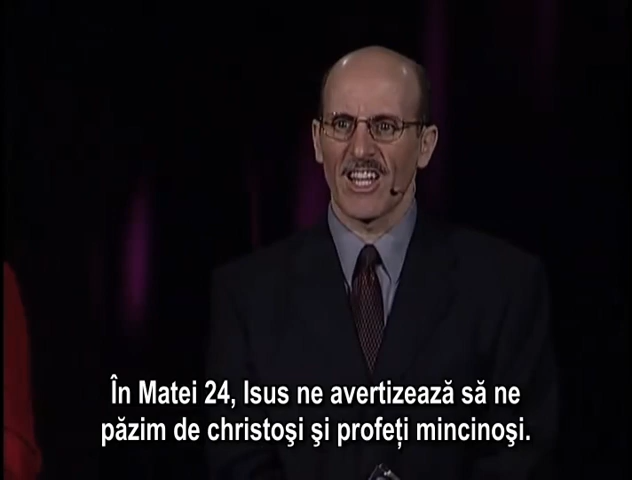 În Matei 24, Isus ne avertizează să ne
păzim de christoşi şi profeţi mincinoşi.